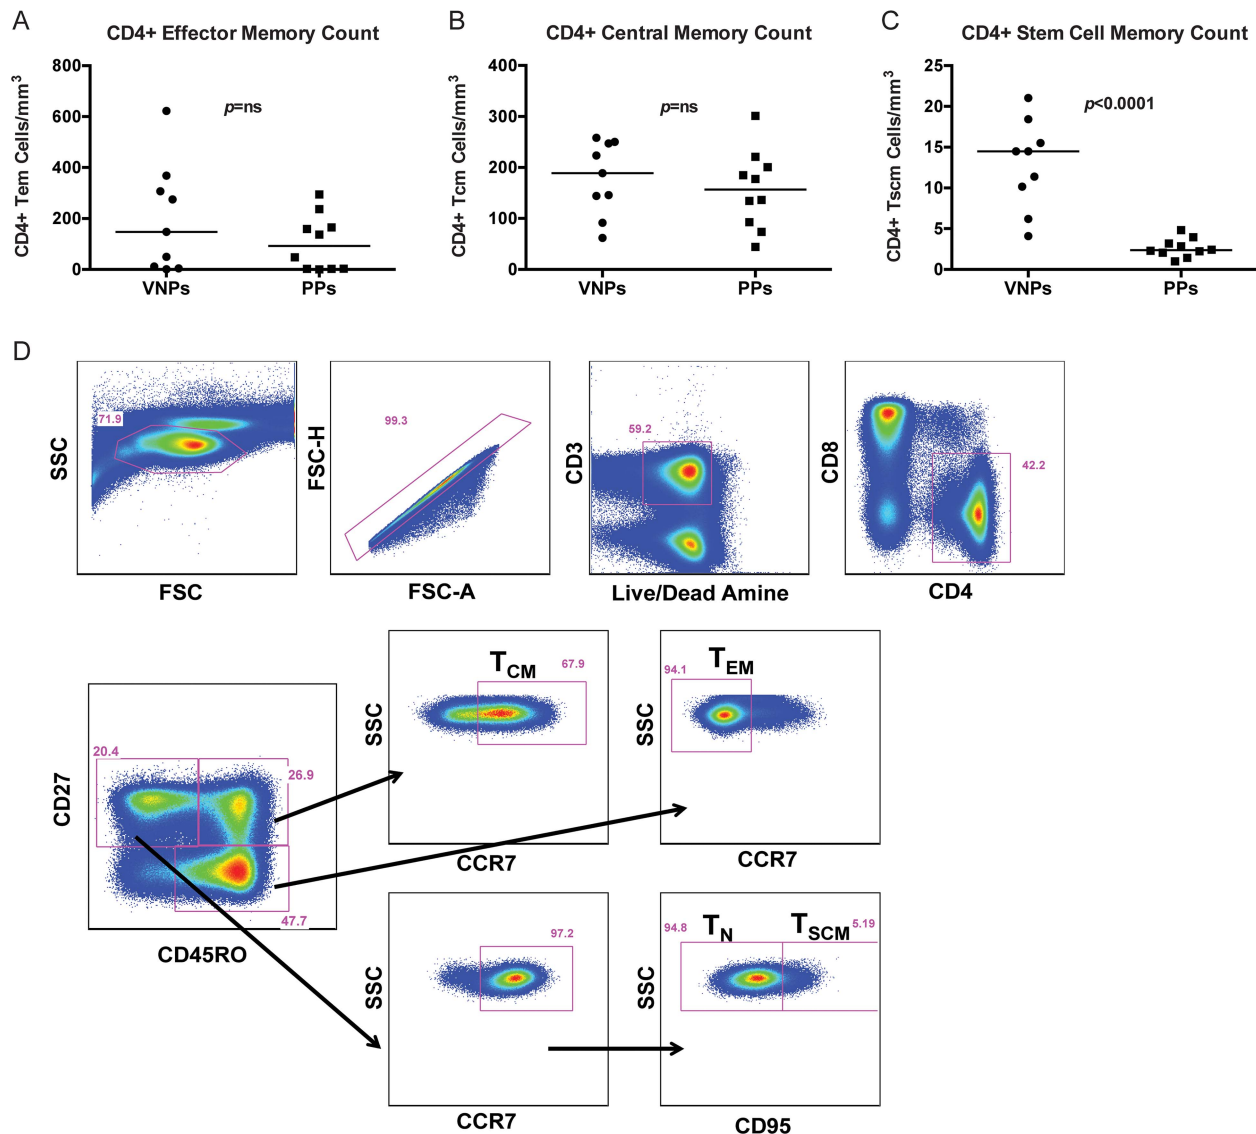 A
CD4+ Effector Memory Count
CD4+ Tem Cells/mm³
800
600
400
200
0
p=ns
VNPs
PPs
B
CD4+ Central Memory Count
CD4+ Tcm Cells/mm³
400
300
200
100
0
p=ns
VNPs
PPs
C
CD4+ Stem Cell Memory Count
CD4+ Tscm Cells/mm³
25
20
15
10
5
0
p<0.0001
VNPs
PPs
D
SSC
71.9
FSC
FSC-H
99.3
FSC-A
CD3
59.2
Live/Dead Amine
CD8
42.2
CD4
CD27
20.4
26.9
47.7
CD45RO
SSC
TCM
67.9
CCR7
SSC
94.1
TEM
CCR7
SSC
97.2
CCR7
SSC
94.8
TN
TSCM
5.19
CD95